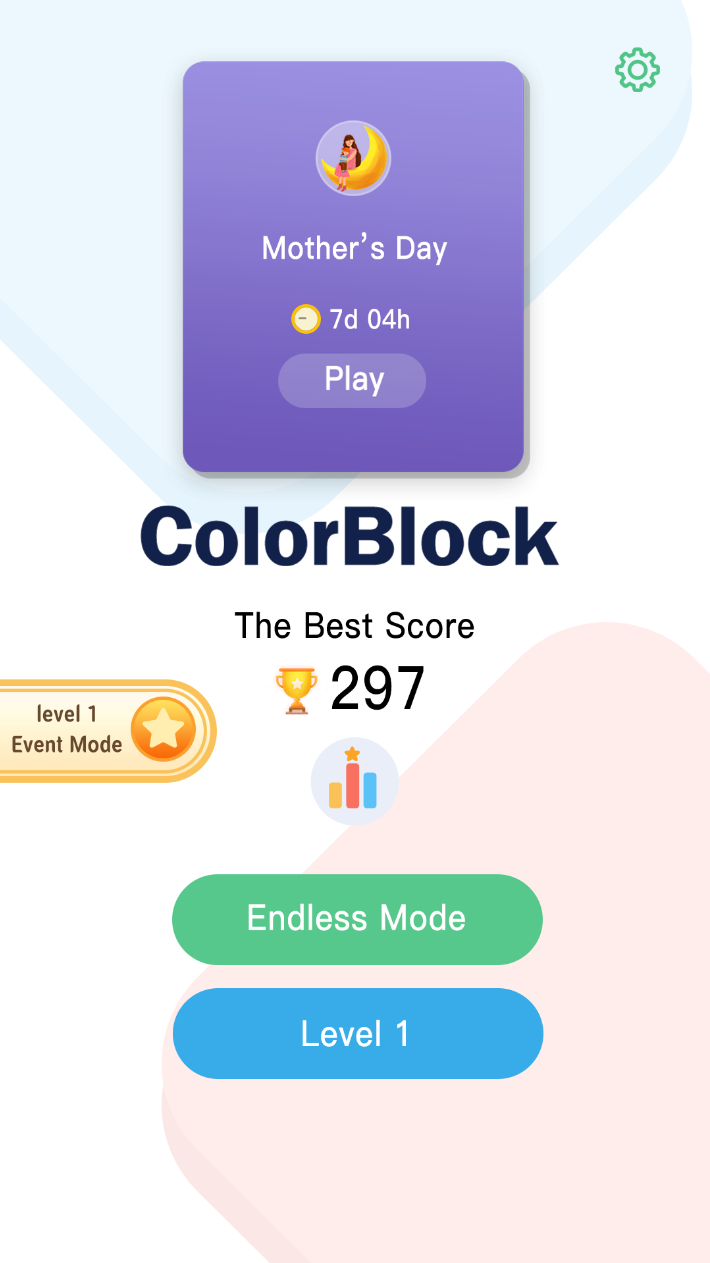 Mother’s Day
7d 04h
Play
ColorBlock
The Best Score
297
level 1
Event Mode
Endless Mode
Level 1